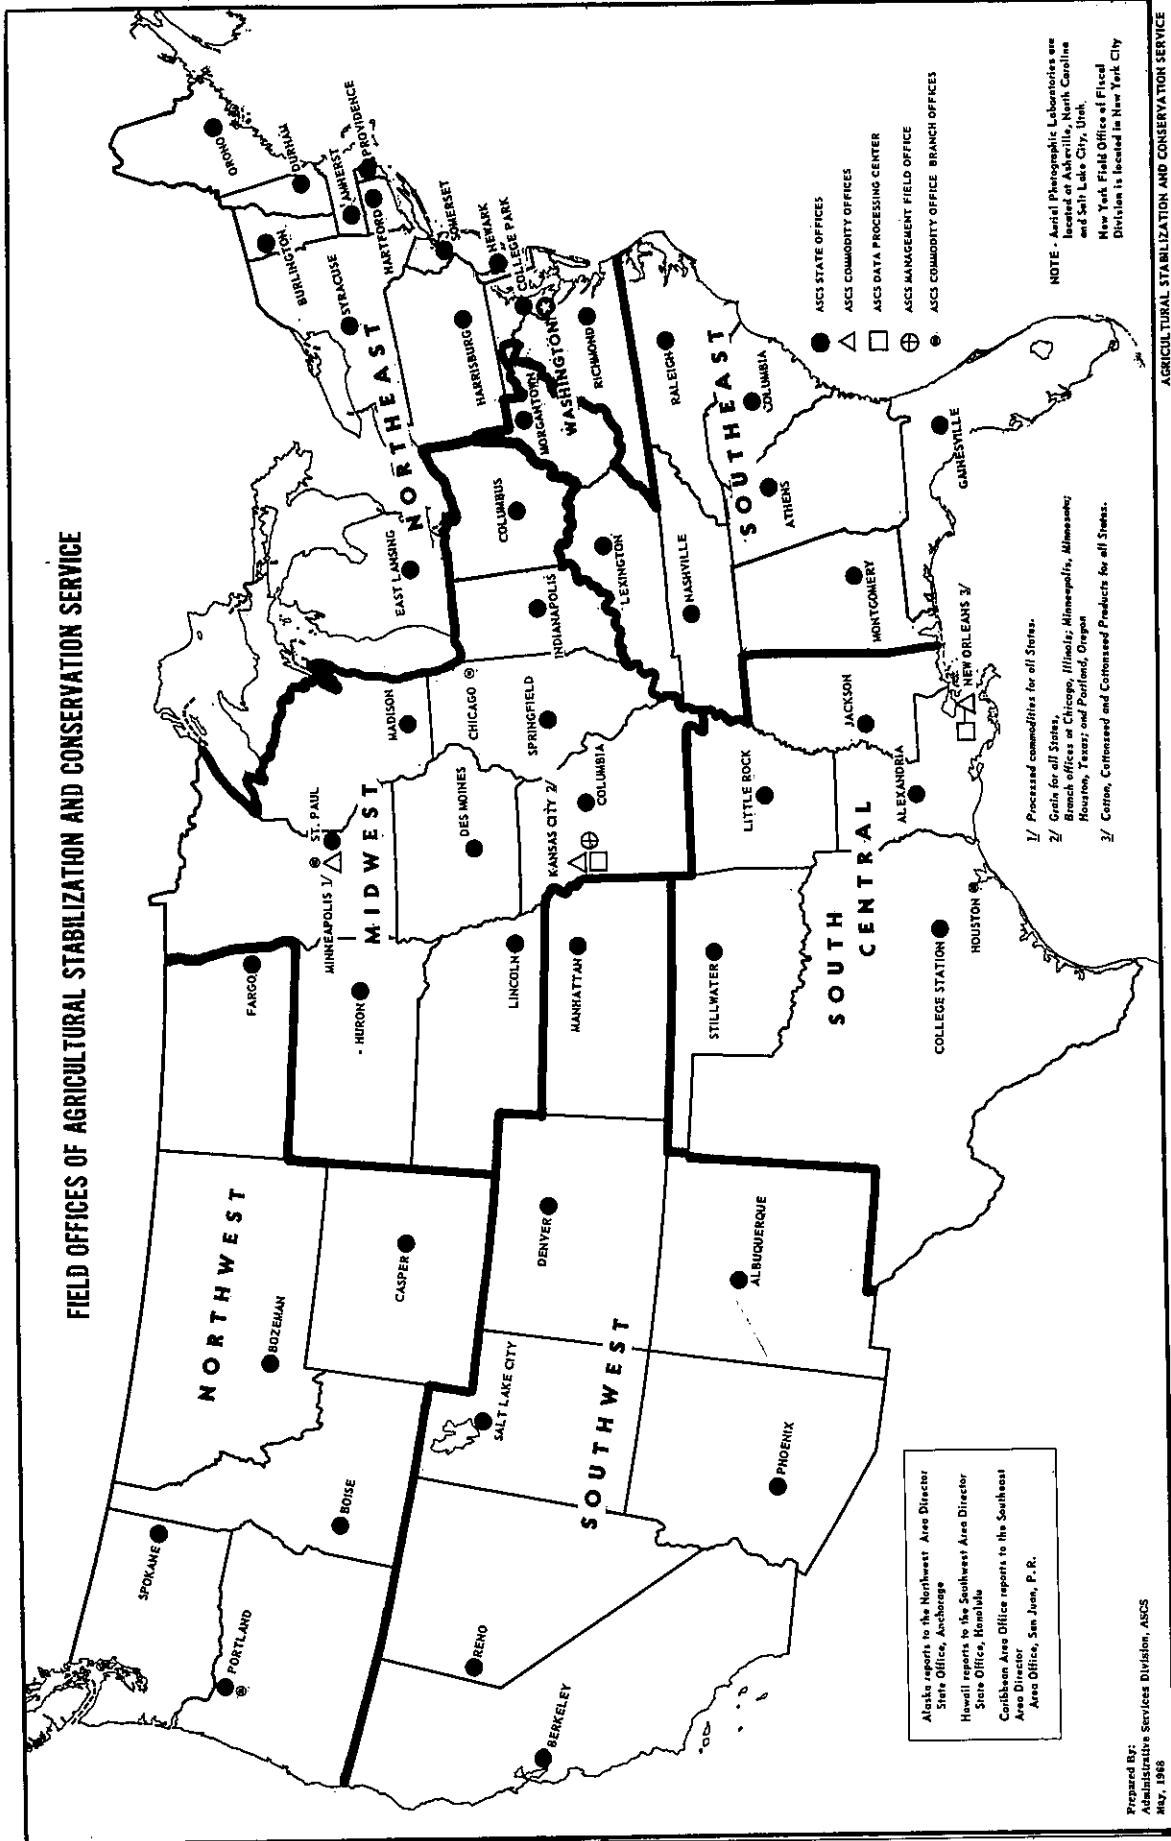 FIELD OFFICES OF AGRICULTURAL STABILIZATION AND CONSERVATION SERVICE
NORTHWEST
SPOKANE
PORTLAND
BOISE
BOZEMAN
CASPER
FARGO
SOUTHWEST
BERKELEY
RENO
SALT LAKE CITY
DENVER
PHOENIX
ALBUQUERQUE
MANHATTAN
MIDWEST
HURON
LINCOLN
MINNEAPOLIS 1/
ST. PAUL
DES MOINES
KANSAS CITY 2/
COLUMBIA
MADISON
CHICAGO
SPRINGFIELD
INDIANAPOLIS
COLUMBUS
SOUTH
CENTRAL
STILLWATER
COLLEGE STATION
HOUSTON
LITTLE ROCK
ALEXANDRIA
JACKSON
NEW ORLEANS 3/
NORTHEAST
EAST LANSING
SYRACUSE
BURLINGTON
ORONO
DURHAM
AMHERST
PROVIDENCE
HARTFORD
SOMERSET
NEWARK
COLLEGE PARK
HARRISBURG
MORGANTOWN
WASHINGTON
RICHMOND
SOUTHEAST
LEXINGTON
NASHVILLE
RALEIGH
COLUMBIA
ATHENS
MONTGOMERY
GAINESVILLE
ASCS STATE OFFICES
ASCS COMMODITY OFFICES
ASCS DATA PROCESSING CENTER
ASCS MANAGEMENT FIELD OFFICE
ASCS COMMODITY OFFICE BRANCH OFFICES
NOTE - Aerial Photographic Laboratories are
located at Asheville, North Carolina
and Salt Lake City, Utah.
New York Field Office of Fiscal
Division is located in New York City
1/ Processed commodities for all States.
2/ Grain for all States,
Branch offices at Chicago, Illinois; Minneapolis, Minnesota;
Houston, Texas; and Portland, Oregon
3/ Cotton, Cottonseed and Cottonseed Products for all States.
Alaska reports to the Northwest Area Director
State Office, Anchorage
Hawaii reports to the Southwest Area Director
State Office, Honolulu
Caribbean Area Office reports to the Southeast
Area Director
Area Office, San Juan, P.R.
Prepared By:
Administrative Services Division, ASCS
May, 1968
AGRICULTURAL STABILIZATION AND CONSERVATION SERVICE